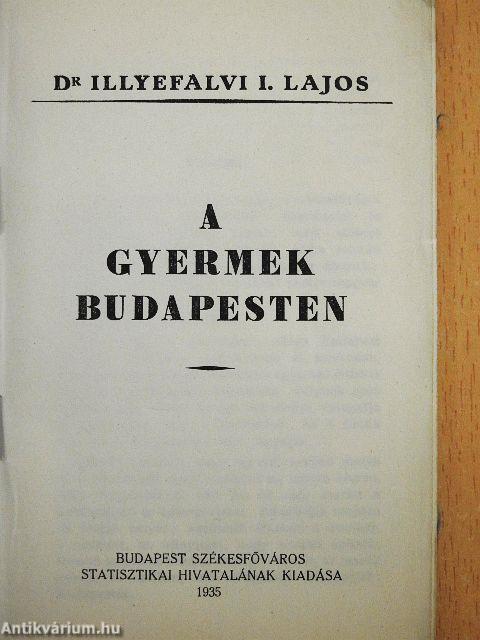 DR ILLYEFALVI I. LAJOS
A
GYERMEK
BUDAPESTEN
BUDAPEST SZÉKESFŐVÁROS
STATISZTIKAI HIVATALÁNAK KIADÁSA
1935
Antikvárium.hu